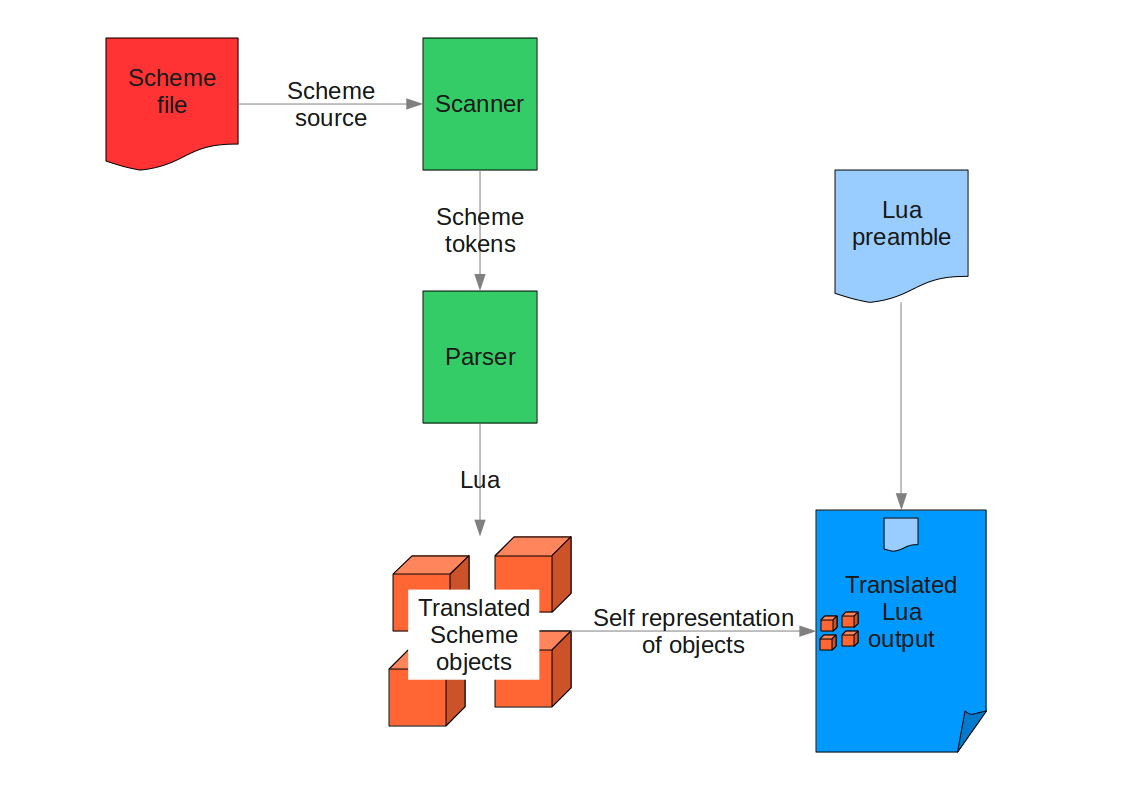 Scheme
file
Scheme
source
Scanner
Scheme
tokens
Lua
preamble
Parser
Lua
Translated
Scheme
objects
Self representation
of objects
Translated
Lua
output